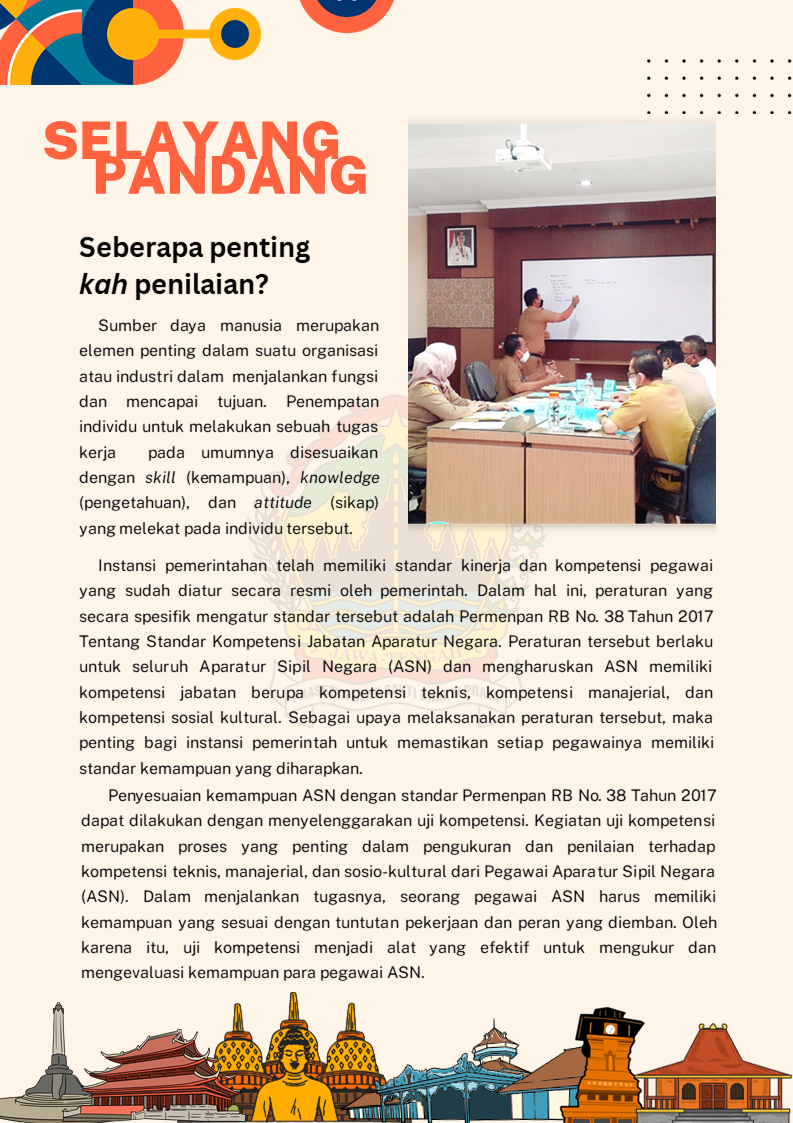 SELAYANG
PANDANG
Seberapa penting
kah penilaian?
Sumber daya manusia merupakan
elemen penting dalam suatu organisasi
atau industri dalam menjalankan fungsi
dan mencapai tujuan. Penempatan
individu untuk melakukan sebuah tugas
kerja pada umumnya disesuaikan
dengan skill (kemampuan), knowledge
(pengetahuan), dan attitude (sikap)
yang melekat pada individu tersebut.
Instansi pemerintahan telah memiliki standar kinerja dan kompetensi pegawai
yang sudah diatur secara resmi oleh pemerintah. Dalam hal ini, peraturan yang
secara spesifik mengatur standar tersebut adalah Permenpan RB No. 38 Tahun 2017
Tentang Standar Kompetensi Jabatan Aparatur Negara. Peraturan tersebut berlaku
untuk seluruh Aparatur Sipil Negara (ASN) dan mengharuskan ASN memiliki
kompetensi jabatan berupa kompetensi teknis, kompetensi manajerial, dan
kompetensi sosial kultural. Sebagai upaya melaksanakan peraturan tersebut, maka
penting bagi instansi pemerintah untuk memastikan setiap pegawainya memiliki
standar kemampuan yang diharapkan.
Penyesuaian kemampuan ASN dengan standar Permenpan RB No. 38 Tahun 2017
dapat dilakukan dengan menyelenggarakan uji kompetensi. Kegiatan uji kompetensi
merupakan proses yang penting dalam pengukuran dan penilaian terhadap
kompetensi teknis, manajerial, dan sosio-kultural dari Pegawai Aparatur Sipil Negara
(ASN). Dalam menjalankan tugasnya, seorang pegawai ASN harus memiliki
kemampuan yang sesuai dengan tuntutan pekerjaan dan peran yang diemban. Oleh
karena itu, uji kompetensi menjadi alat yang efektif untuk mengukur dan
mengevaluasi kemampuan para pegawai ASN.
JAWA TENGAH